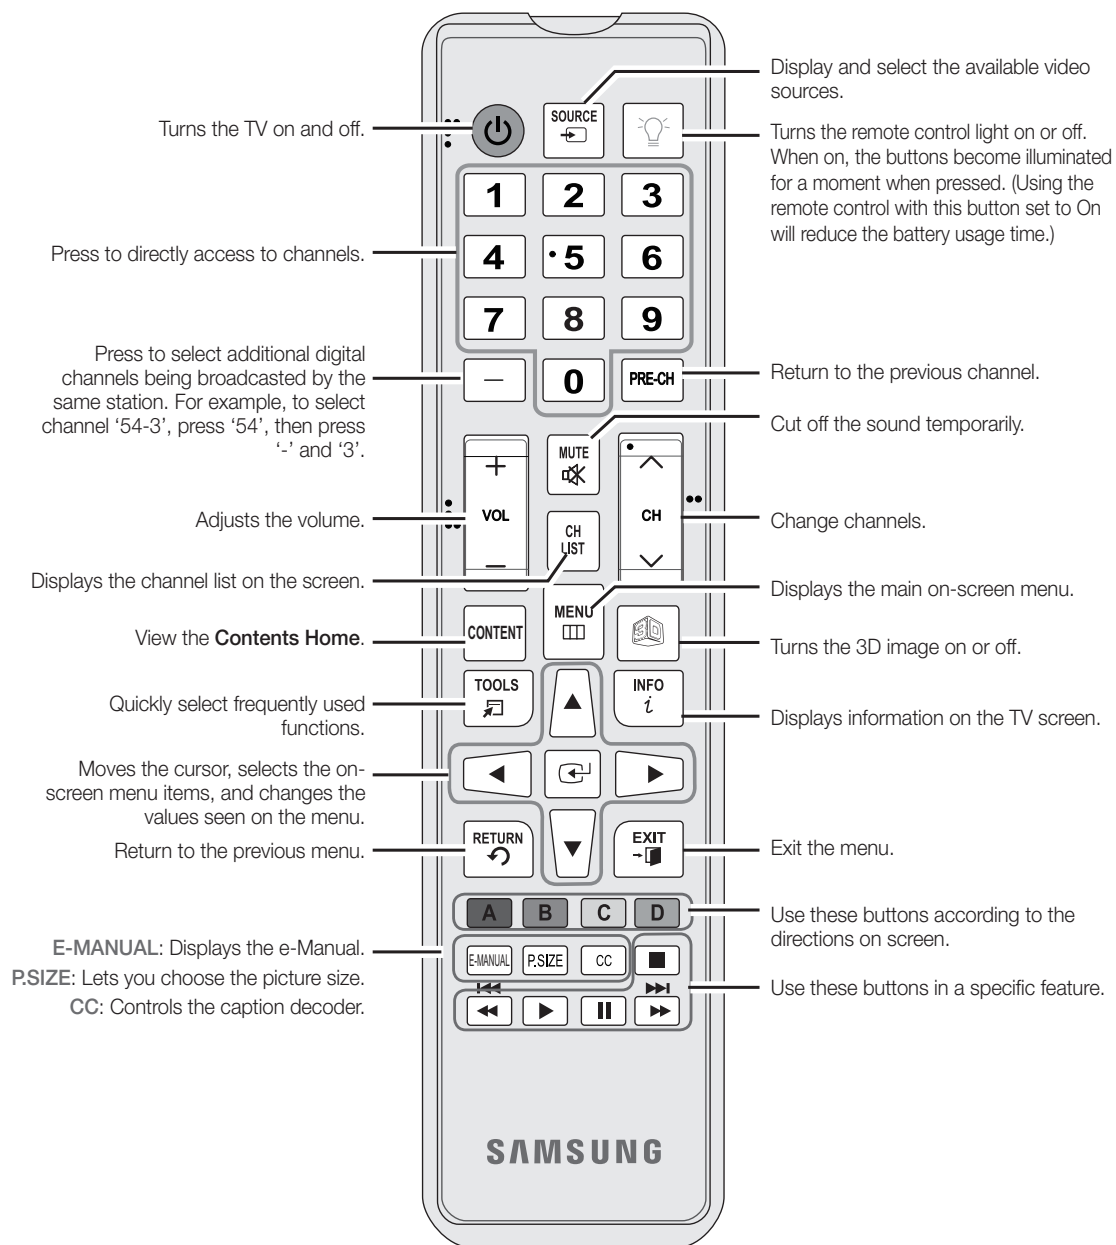 Display and select the available video
sources.
Turns the TV on and off.
SOURCE
Turns the remote control light on or off.
When on, the buttons become illuminated
for a moment when pressed. (Using the
remote control with this button set to On
will reduce the battery usage time.)
1 2 3
Press to directly access to channels.
4 5 6
7 8 9
Press to select additional digital
channels being broadcasted by the
same station. For example, to select
channel ‘54-3’, press ‘54’, then press
‘-’ and ‘3’.
— 0 PRE-CH
Return to the previous channel.
Cut off the sound temporarily.
MUTE
+
VOL
—
Adjusts the volume.
CH
Change channels.
CH
LIST
Displays the channel list on the screen.
MENU
Displays the main on-screen menu.
CONTENT
View the Contents Home.
3D
Turns the 3D image on or off.
TOOLS
Quickly select frequently used
functions.
INFO
i
Displays information on the TV screen.
Moves the cursor, selects the on-
screen menu items, and changes the
values seen on the menu.
RETURN
Return to the previous menu.
EXIT
Exit the menu.
A B C D
Use these buttons according to the
directions on screen.
E-MANUAL: Displays the e-Manual.
P.SIZE: Lets you choose the picture size.
CC: Controls the caption decoder.
E-MANUAL P.SIZE CC
Use these buttons in a specific feature.
SAMSUNG